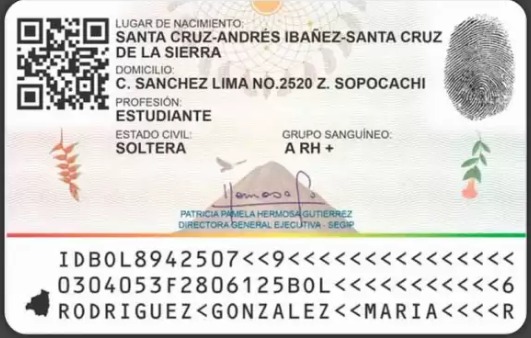 LUGAR DE NACIMIENTO:
SANTA CRUZ-ANDRÉS IBAÑEZ-SANTA CRUZ
DE LA SIERRA
DOMICILIO:
C. SANCHEZ LIMA NO.2520 Z. SOPOCACHI
PROFESIÓN:
ESTUDIANTE
ESTADO CIVIL: GRUPO SANGUÍNEO:
SOLTERA A RH +
PATRICIA PAMELA HERMOSA GUTIERREZ
DIRECTORA GENERAL EJECUTIVA - SEGIP
IDBOL8942507<<9<<<<<<<<<<<<<<<
0304053F2806125BOL<<<<<<<<<<<6
RODRIGUEZ<GONZALEZ<<MARIA<<<<R